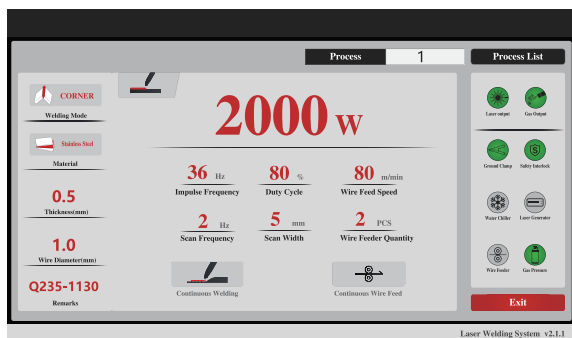 Process 1 Process List
CORNER
Welding Mode
Stainless Steel
Material
0.5
Thickness(mm)
1.0
Wire Diameter(mm)
Q235-1130
Remarks
2000 W
36 Hz 80 % 80 m/min
Impulse Frequency Duty Cycle Wire Feed Speed
2 Hz 5 mm 2 PCS
Scan Frequency Scan Width Wire Feeder Quantity
Continuous Welding Continuous Wire Feed
Laser output Gas Output
Ground Clamp Safety Interlock
Water Chiller Laser Generator
Wire Feeder Gas Pressure
Exit
Laser Welding System v2.1.1